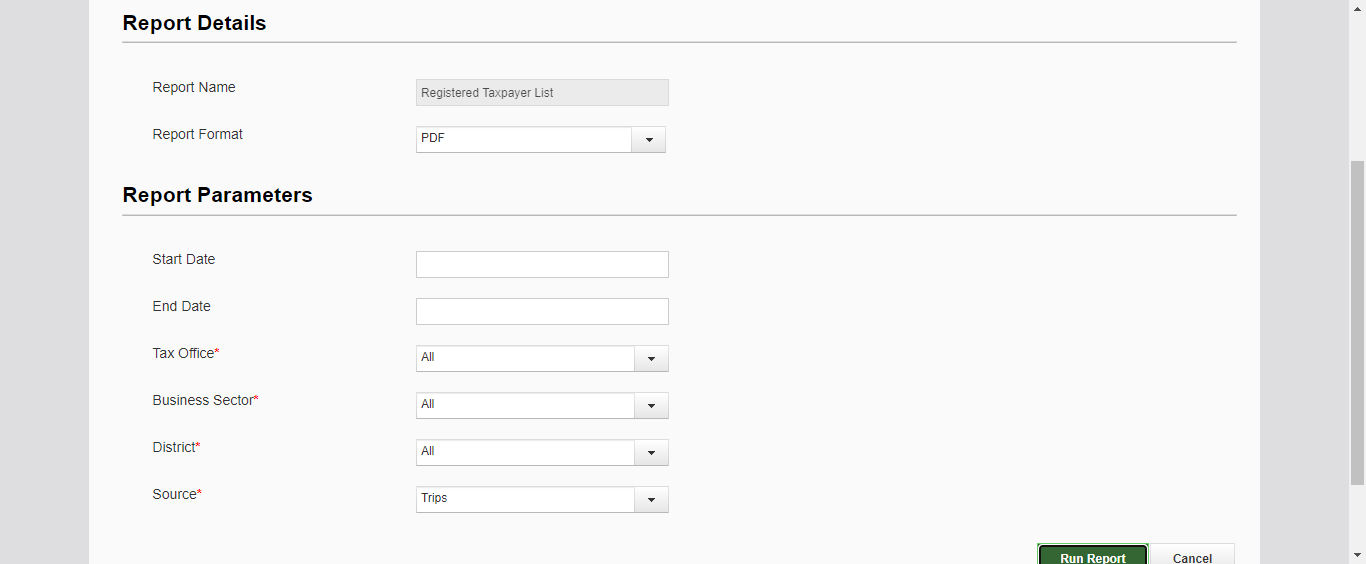 Report Details
Report Name
Registered Taxpayer List
Report Format
PDF
Report Parameters
Start Date
End Date
Tax Office*
All
Business Sector*
All
District*
All
Source*
Trips
Run Report
Cancel